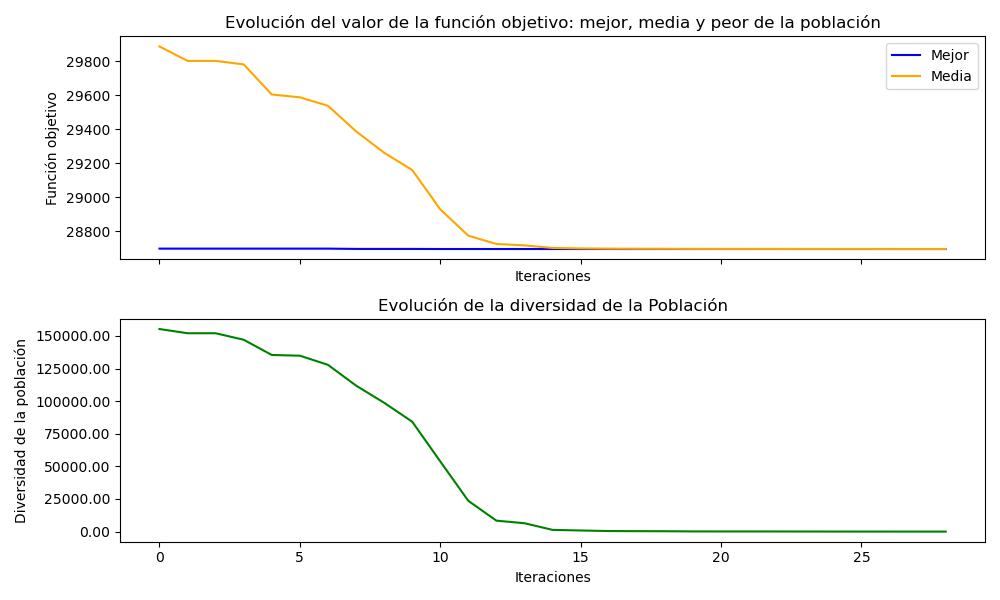 Evolución del valor de la función objetivo: mejor, media y peor de la población
Mejor
Media
Función objetivo
29800
29600
29400
29200
29000
28800
Iteraciones
Evolución de la diversidad de la Población
Diversidad de la población
150000.00
125000.00
100000.00
75000.00
50000.00
25000.00
0.00
0 5 10 15 20 25
Iteraciones